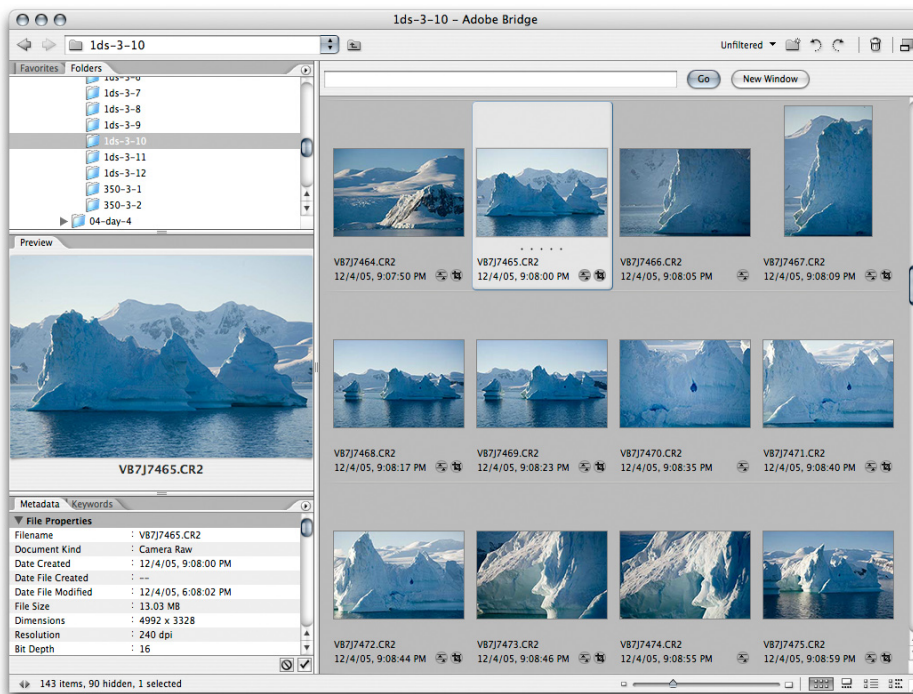 1ds-3-10 – Adobe Bridge
1ds-3-10
Unfiltered
Favorites
Folders
1ds-3-6
1ds-3-7
1ds-3-8
1ds-3-9
1ds-3-10
1ds-3-11
1ds-3-12
350-3-1
350-3-2
04-day-4
Go
New Window
Preview
VB7J7465.CR2
Metadata
Keywords
File Properties
Filename : VB7J7465.CR2
Document Kind : Camera Raw
Date Created : 12/4/05, 9:08:00 PM
Date File Created : --
Date File Modified : 12/4/05, 6:08:02 PM
File Size : 13.03 MB
Dimensions : 4992 x 3328
Resolution : 240 dpi
Bit Depth : 16
VB7J7464.CR2
12/4/05, 9:07:50 PM
VB7J7465.CR2
12/4/05, 9:08:00 PM
VB7J7466.CR2
12/4/05, 9:08:05 PM
VB7J7467.CR2
12/4/05, 9:08:09 PM
VB7J7468.CR2
12/4/05, 9:08:17 PM
VB7J7469.CR2
12/4/05, 9:08:23 PM
VB7J7470.CR2
12/4/05, 9:08:35 PM
VB7J7471.CR2
12/4/05, 9:08:40 PM
VB7J7472.CR2
12/4/05, 9:08:44 PM
VB7J7473.CR2
12/4/05, 9:08:46 PM
VB7J7474.CR2
12/4/05, 9:08:55 PM
VB7J7475.CR2
12/4/05, 9:08:59 PM
143 items, 90 hidden, 1 selected